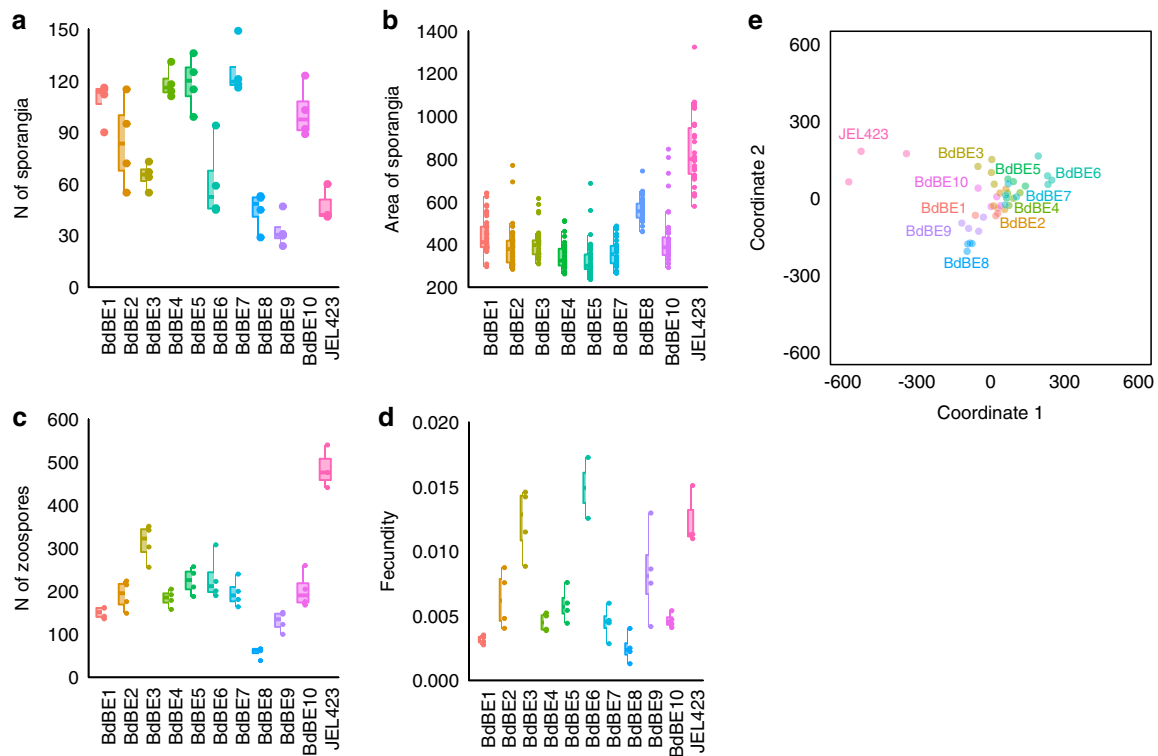 a
N of sporangia
150
120
90
60
30
0
BdBE1
BdBE2
BdBE3
BdBE4
BdBE5
BdBE6
BdBE7
BdBE8
BdBE9
BdBE10
JEL423
b
Area of sporangia
1400
1200
1000
800
600
400
200
BdBE1
BdBE2
BdBE3
BdBE4
BdBE5
BdBE7
BdBE8
BdBE10
JEL423
e
Coordinate 2
600
300
0
-300
-600
JEL423
BdBE3
BdBE5
BdBE6
BdBE10
BdBE7
BdBE1
BdBE4
BdBE2
BdBE9
BdBE8
-600
-300
0
300
600
Coordinate 1
c
N of zoospores
600
500
400
300
200
100
0
BdBE1
BdBE2
BdBE3
BdBE4
BdBE5
BdBE6
BdBE7
BdBE8
BdBE9
BdBE10
JEL423
d
Fecundity
0.020
0.015
0.010
0.005
0.000
BdBE1
BdBE2
BdBE3
BdBE4
BdBE5
BdBE6
BdBE7
BdBE8
BdBE9
BdBE10
JEL423